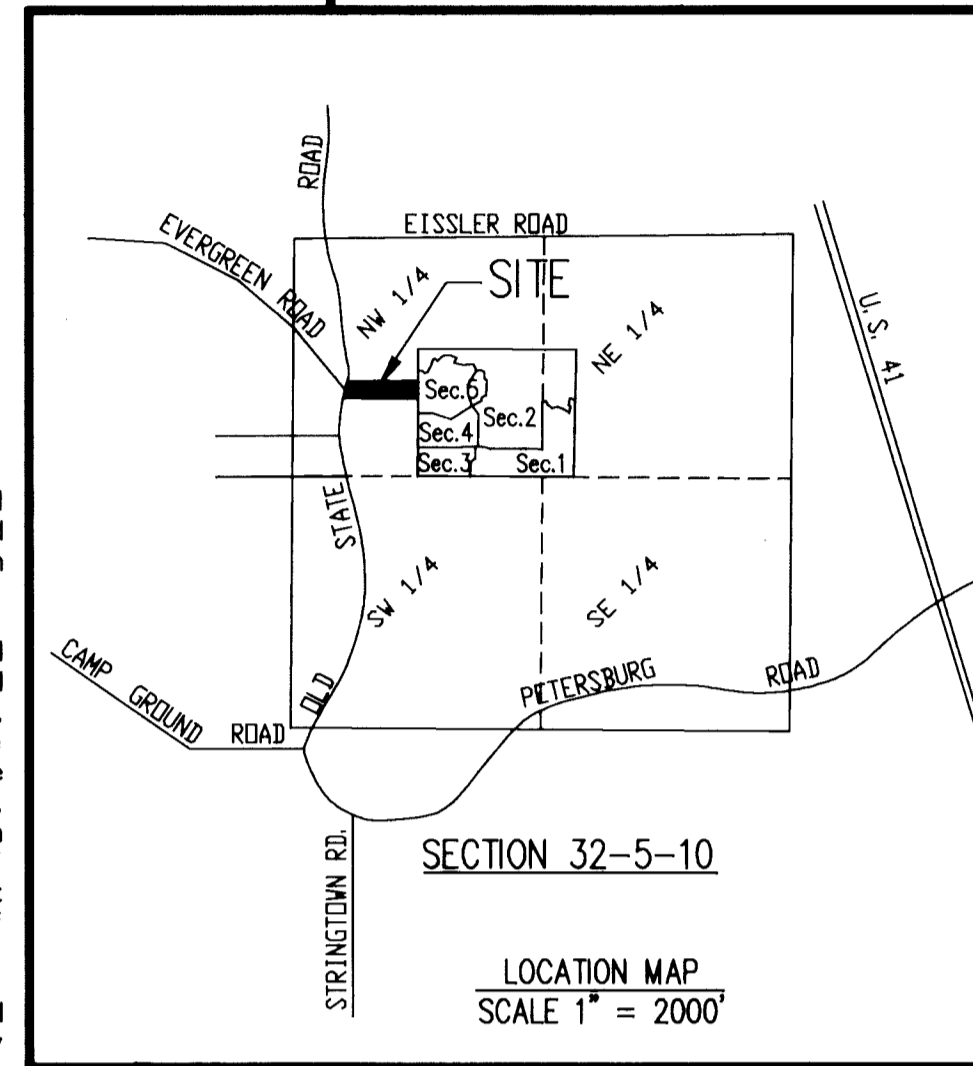 ROAD
EVERGREEN ROAD
EISSLER ROAD
SITE
NW 1/4
NE 1/4
U.S. 41
Sec.5
Sec.2
Sec.4
Sec.3
Sec.1
STATE
SW 1/4
SE 1/4
CAMP GROUND ROAD
OLD
PETERSBURG ROAD
STRINGTOWN RD.
SECTION 32-5-10
LOCATION MAP
SCALE 1" = 2000'